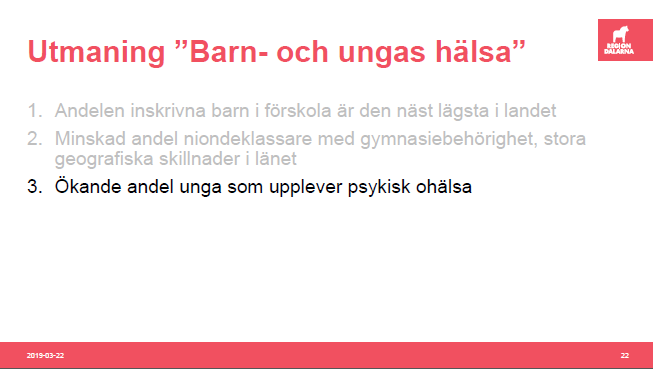 Utmaning ”Barn- och ungas hälsa”
REGION
DALARNA
1. Andelen inskrivna barn i förskola är den näst lägsta i landet
2. Minskad andel niondeklassare med gymnasiebehörighet, stora
geografiska skillnader i länet
3. Ökande andel unga som upplever psykisk ohälsa
2019-03-22
22